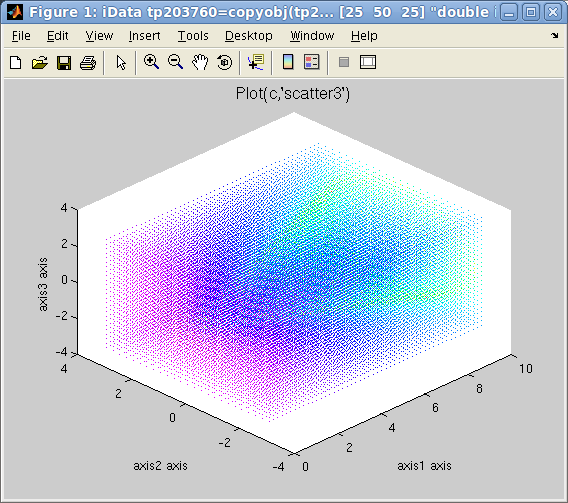 Figure 1: iData tp203760=copyobj(tp2... [25 50 25] "double
File Edit View Insert Tools Desktop Window Help
Plot(c,'scatter3')
4
2
0
-2
-4
axis3 axis
4
2
0
-2
-4
axis2 axis
0
2
4
6
8
10
axis1 axis